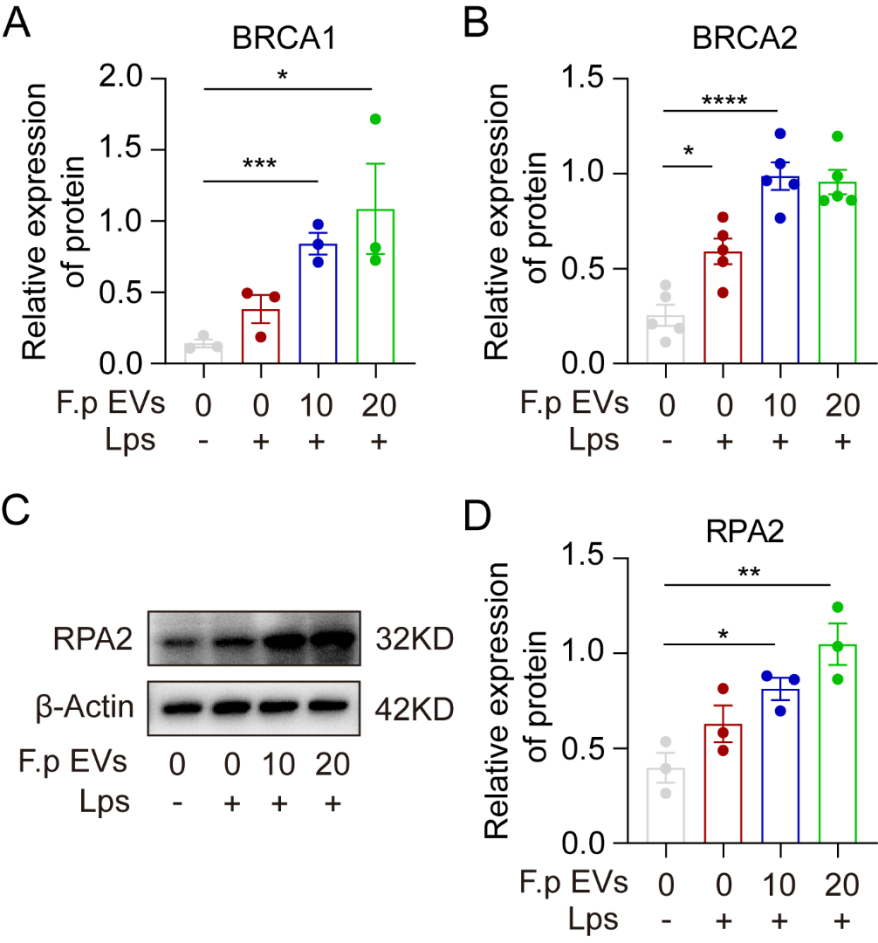 A
BRCA1
Relative expression
of protein
2.0
1.5
1.0
0.5
0.0
*
***
F.p EVs 0 0 10 20
Lps - + + +
B
BRCA2
Relative expression
of protein
1.5
1.0
0.5
0.0
****
*
F.p EVs 0 0 10 20
Lps - + + +
C
RPA2 32KD
β-Actin 42KD
F.p EVs 0 0 10 20
Lps - + + +
D
RPA2
Relative expression
of protein
1.5
1.0
0.5
0.0
**
*
F.p EVs 0 0 10 20
Lps - + + +